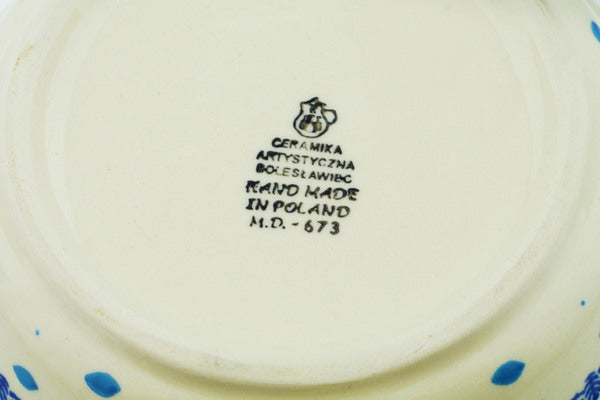 CERAMIKA
ARTYSTYCZNA
BOLESŁAWIEC
HAND MADE
IN POLAND
M.D. - 673